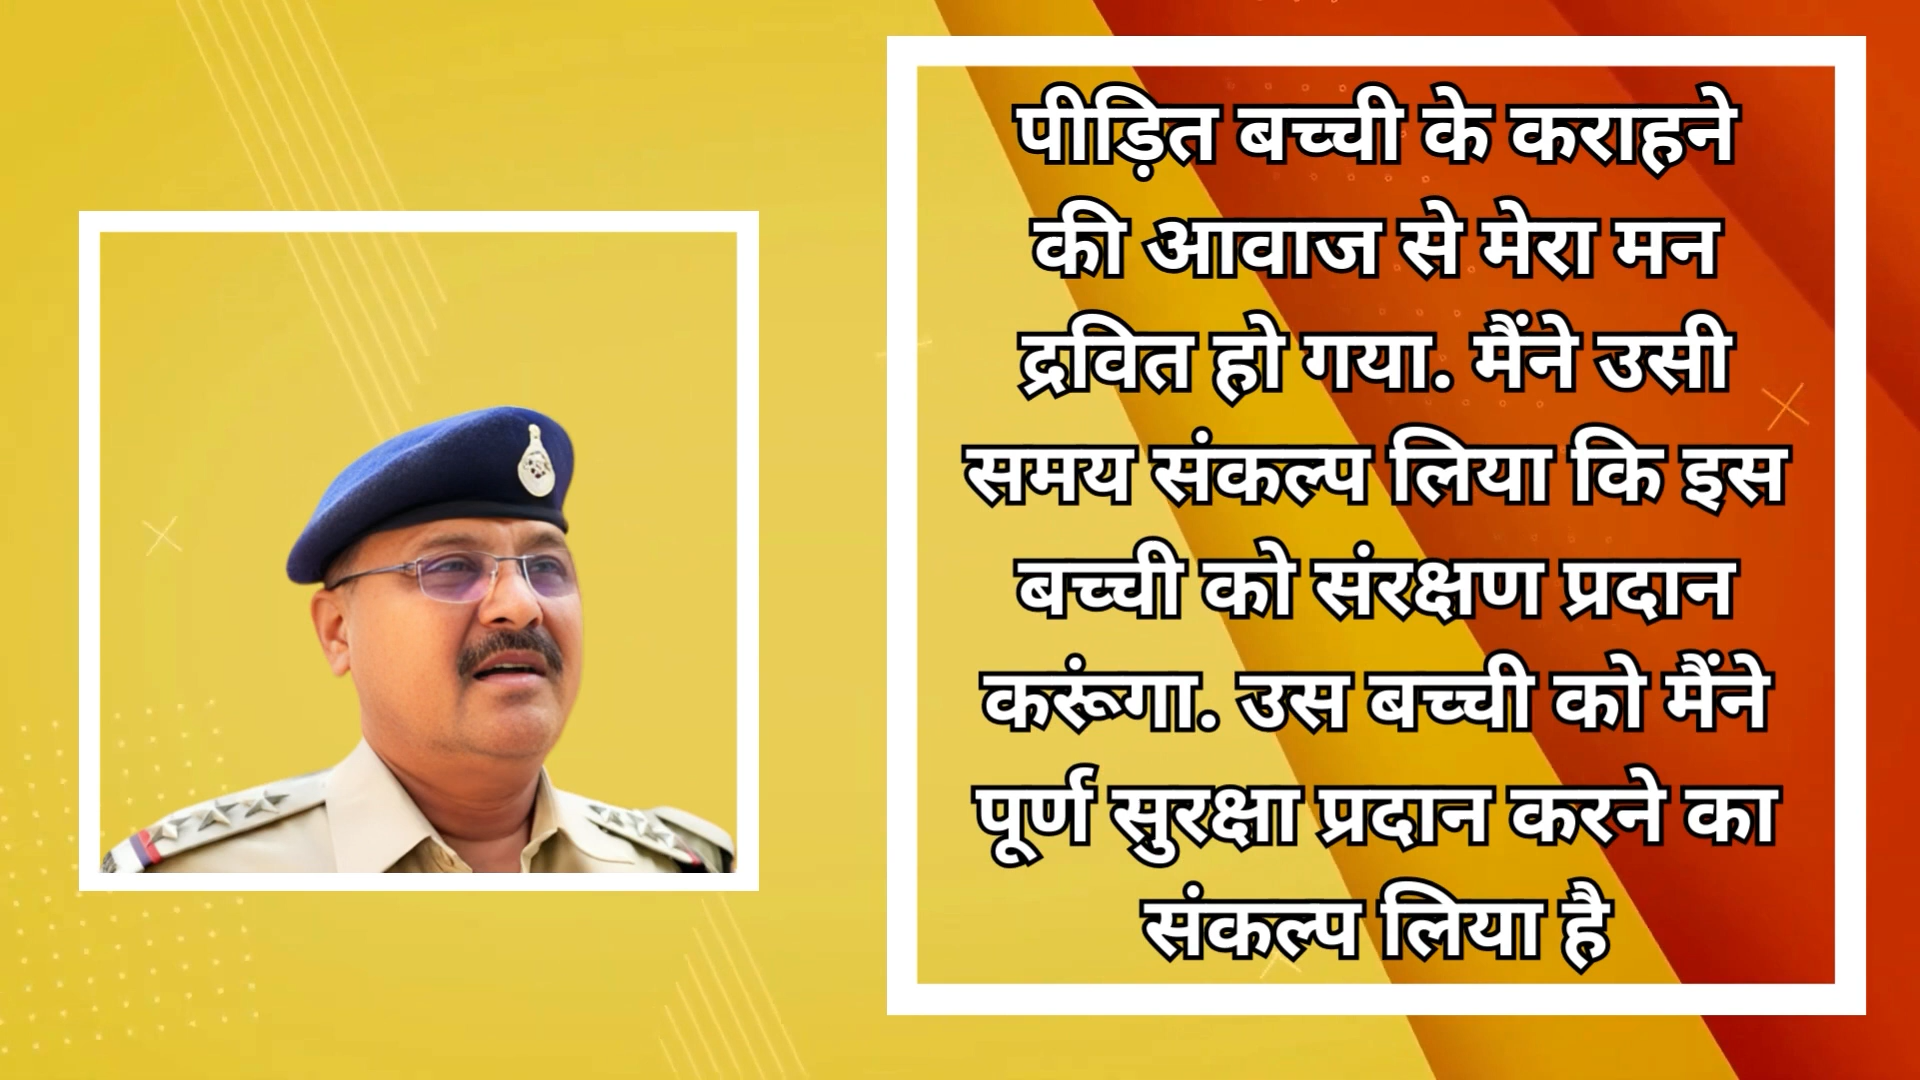 पीड़ित बच्ची के कराहने
की आवाज से मेरा मन
द्रवित हो गया. मैंने उसी
समय संकल्प लिया कि इस
बच्ची को संरक्षण प्रदान
करूंगा. उस बच्ची को मैंने
पूर्ण सुरक्षा प्रदान करने का
संकल्प लिया है